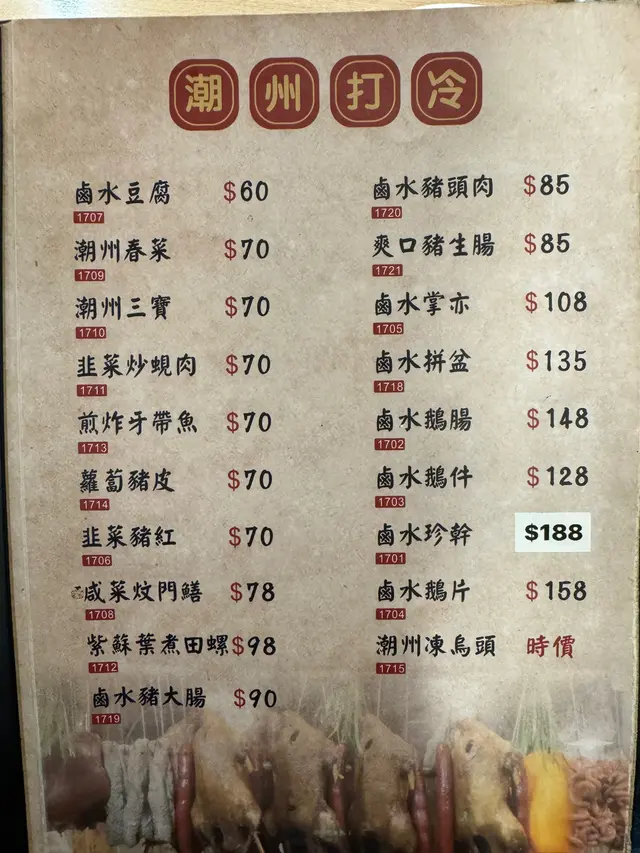 潮州打冷
鹵水豆腐 $60
1707
潮州春菜 $70
1709
潮州三寶 $70
1710
韭菜炒蜆肉 $70
1711
煎炸牙帶魚 $70
1713
蘿蔔豬皮 $70
1714
韭菜豬紅 $70
1706
咸菜炆門鱔 $78
1708
紫蘇葉煮田螺 $98
1712
鹵水豬大腸 $90
1719
鹵水豬頭肉 $85
1720
爽口豬生腸 $85
1721
鹵水掌亦 $108
1705
鹵水拼盆 $135
1718
鹵水鵝腸 $148
1702
鹵水鵝件 $128
1703
鹵水珍幹 $188
1701
鹵水鵝片 $158
1704
潮州凍烏頭 時價
1715